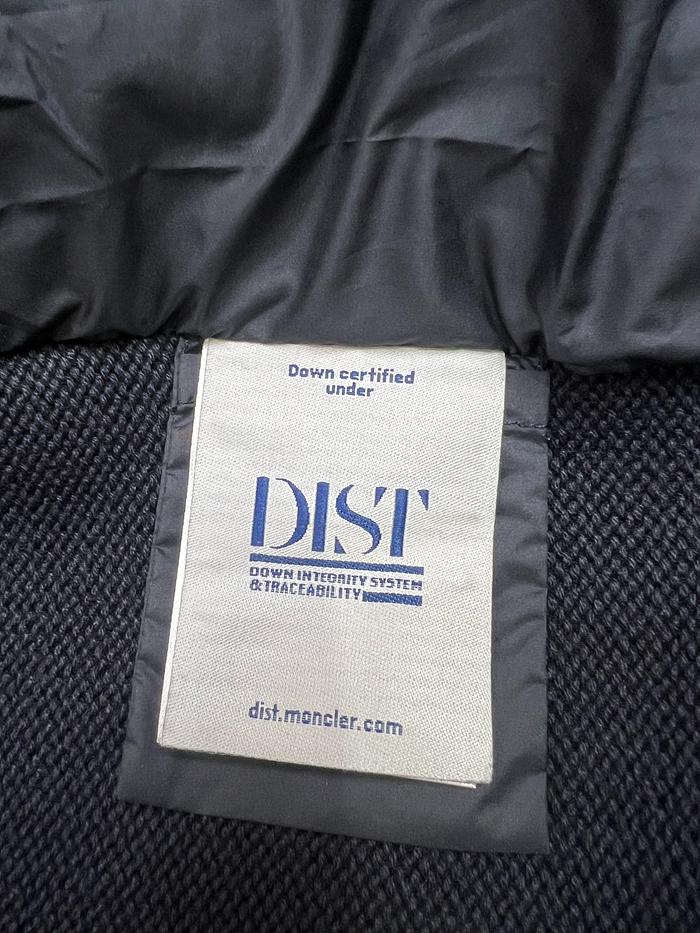 Down certified
under
DIST
DOWN INTEGRITY SYSTEM
&TRACEABILITY
dist.moncler.com